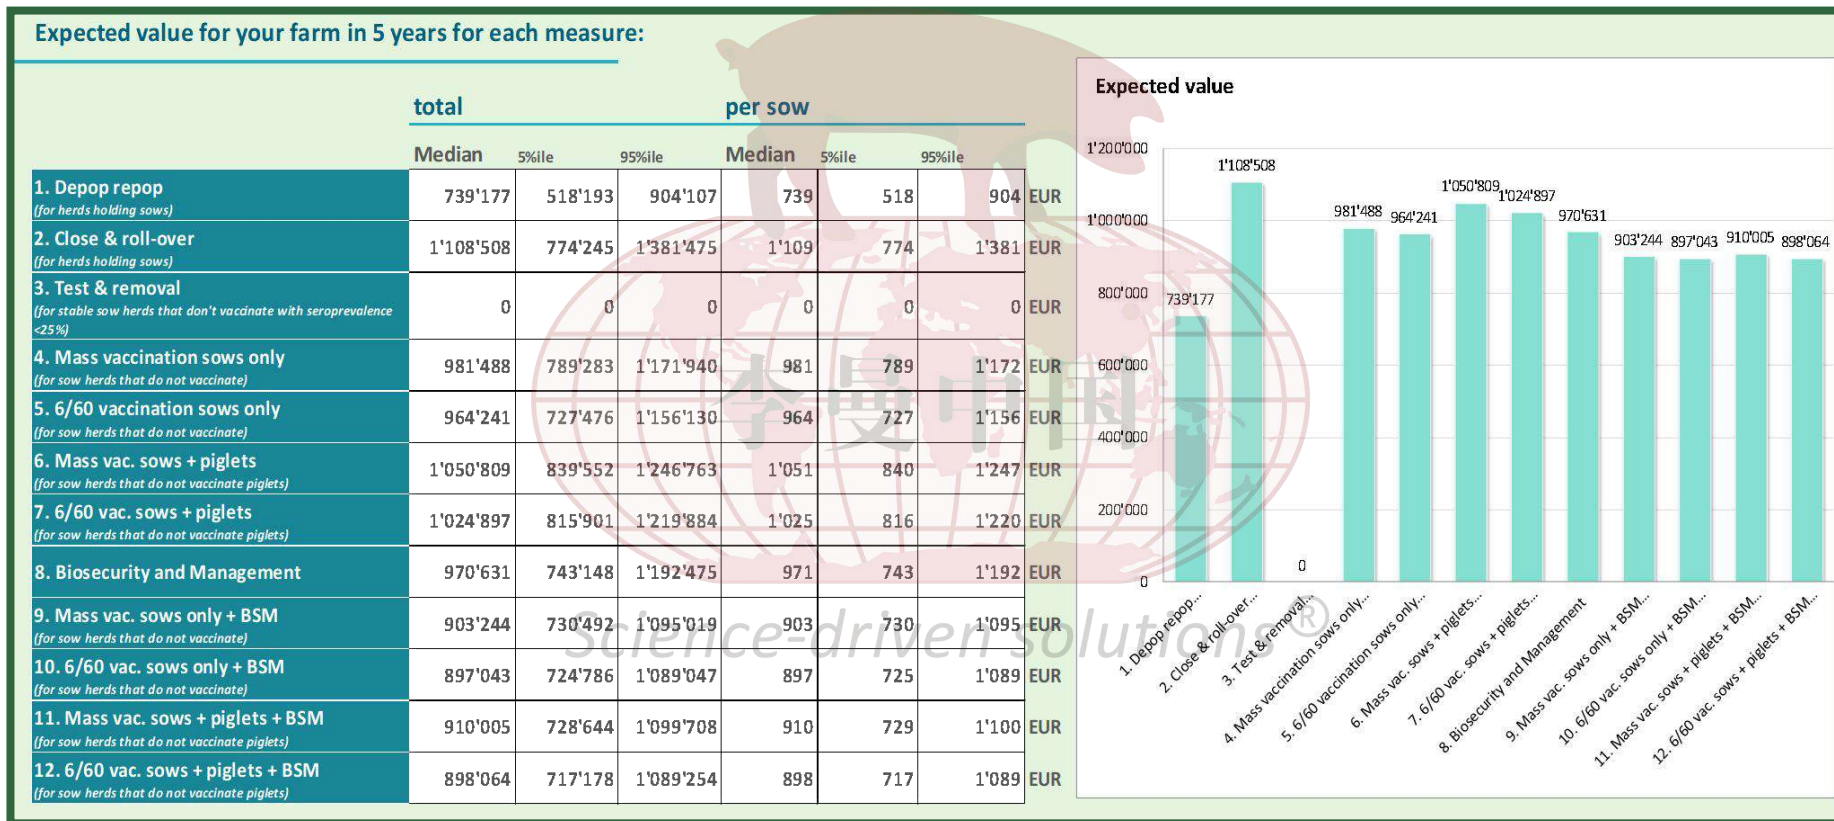 Expected value for your farm in 5 years for each measure:
total per sow
Median 5%ile 95%ile Median 5%ile 95%ile
1. Depop repop
(for herds holding sows)
739'177 518'193 904'107 739 518 904 EUR
2. Close & roll-over
(for herds holding sows)
1'108'508 774'245 1'381'475 1'109 774 1'381 EUR
3. Test & removal
(for stable sow herds that don't vaccinate with seroprevalence
<25%)
0 0 0 0 0 0 EUR
4. Mass vaccination sows only
(for sow herds that do not vaccinate)
981'488 789'283 1'171'940 981 789 1'172 EUR
5. 6/60 vaccination sows only
(for sow herds that do not vaccinate)
964'241 727'476 1'156'130 964 727 1'156 EUR
6. Mass vac. sows + piglets
(for sow herds that do not vaccinate piglets)
1'050'809 839'552 1'246'763 1'051 840 1'247 EUR
7. 6/60 vac. sows + piglets
(for sow herds that do not vaccinate piglets)
1'024'897 815'901 1'219'884 1'025 816 1'220 EUR
8. Biosecurity and Management
970'631 743'148 1'192'475 971 743 1'192 EUR
9. Mass vac. sows only + BSM
(for sow herds that do not vaccinate)
903'244 730'492 1'095'019 903 730 1'095 EUR
10. 6/60 vac. sows only + BSM
(for sow herds that do not vaccinate)
897'043 724'786 1'089'047 897 725 1'089 EUR
11. Mass vac. sows + piglets + BSM
(for sow herds that do not vaccinate piglets)
910'005 728'644 1'099'708 910 729 1'100 EUR
12. 6/60 vac. sows + piglets + BSM
(for sow herds that do not vaccinate piglets)
898'064 717'178 1'089'254 898 717 1'089 EUR
李曼中国
Science-driven solutions®
Expected value
1'200'000
1'000'000
800'000
600'000
400'000
200'000
0
739'177
1'108'508
0
981'488
964'241
1'050'809
1'024'897
970'631
903'244
897'043
910'005
898'064
1. Depop repop...
2. Close & roll-over...
3. Test & removal...
4. Mass vaccination sows only...
5. 6/60 vaccination sows only...
6. Mass vac. sows + piglets...
7. 6/60 vac. sows + piglets...
8. Biosecurity and Management
9. Mass vac. sows only + BSM...
10. 6/60 vac. sows only + BSM...
11. Mass vac. sows + piglets + BSM...
12. 6/60 vac. sows + piglets + BSM...